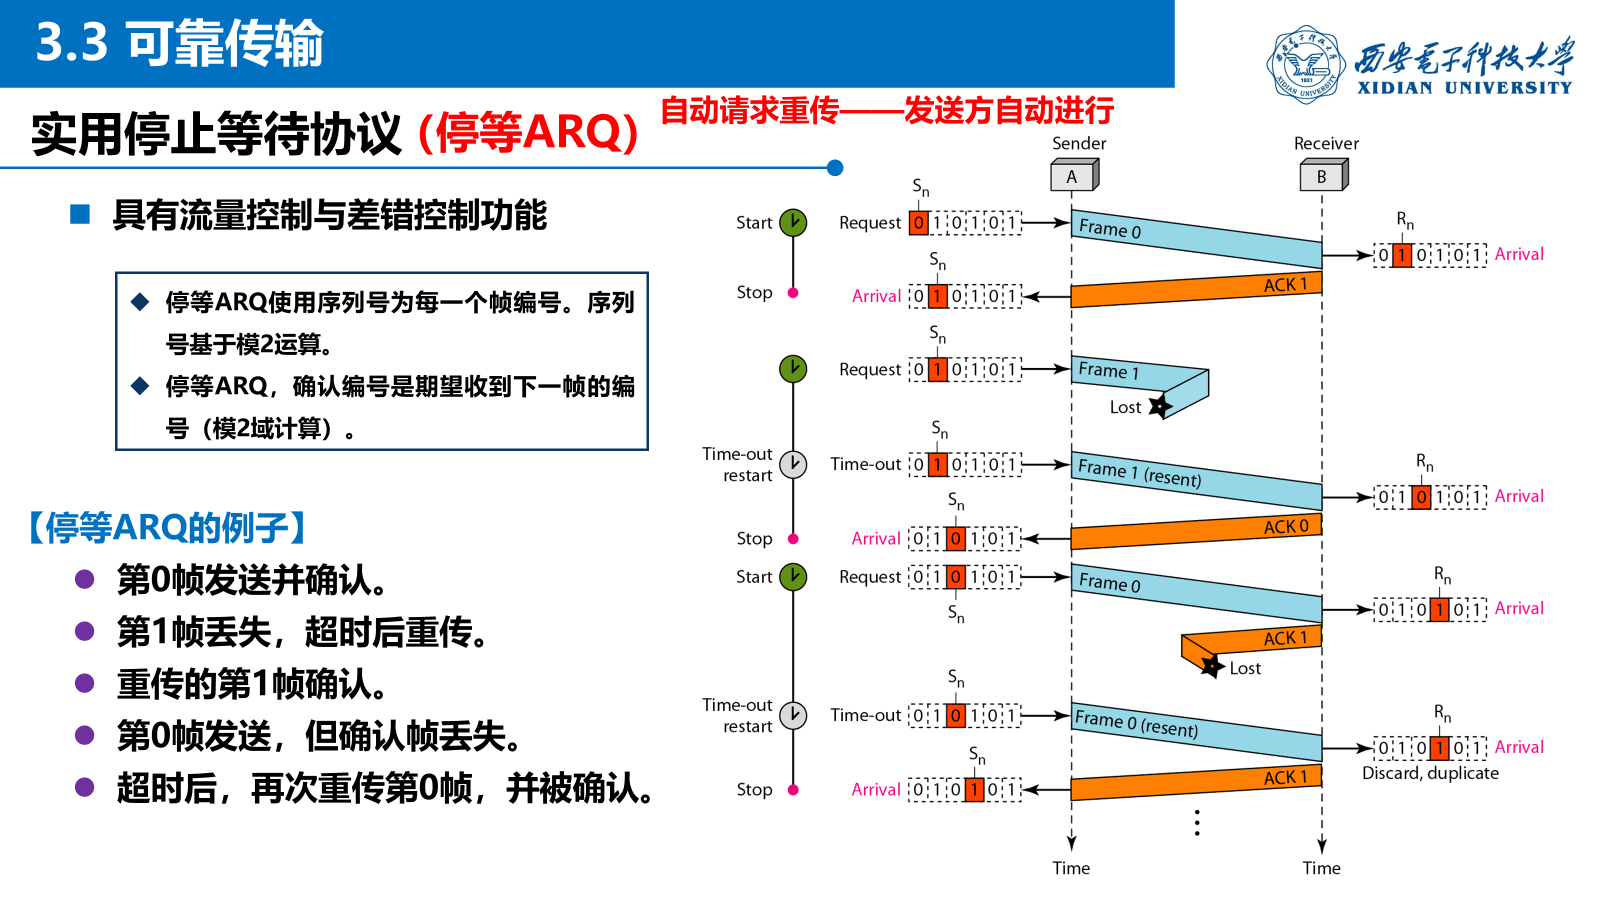 3.3 可靠传输
西安电子科技大学
XIDIAN UNIVERSITY
1931
实用停止等待协议 (停等ARQ)
自动请求重传——发送方自动进行
具有流量控制与差错控制功能
停等ARQ使用序列号为每一个帧编号。序列
号基于模2运算。
停等ARQ，确认编号是期望收到下一帧的编
号（模2域计算）。
【停等ARQ的例子】
第0帧发送并确认。
第1帧丢失，超时后重传。
重传的第1帧确认。
第0帧发送，但确认帧丢失。
超时后，再次重传第0帧，并被确认。
Sender
Receiver
A
B
Sn
Start
Request
0 1 0 1 0 1
Frame 0
Rn
0 1 0 1 0 1
Arrival
Sn
Stop
Arrival
0 1 0 1 0 1
ACK 1
Sn
Request
0 1 0 1 0 1
Frame 1
Lost
Sn
Time-out
restart
Time-out
0 1 0 1 0 1
Frame 1 (resent)
Rn
0 1 0 1 0 1
Arrival
Sn
Stop
Arrival
0 1 0 1 0 1
ACK 0
Start
Request
0 1 0 1 0 1
Sn
Frame 0
Rn
0 1 0 1 0 1
Arrival
ACK 1
Lost
Sn
Time-out
restart
Time-out
0 1 0 1 0 1
Frame 0 (resent)
Rn
0 1 0 1 0 1
Arrival
Discard, duplicate
Sn
Stop
Arrival
0 1 0 1 0 1
ACK 1
Time
Time